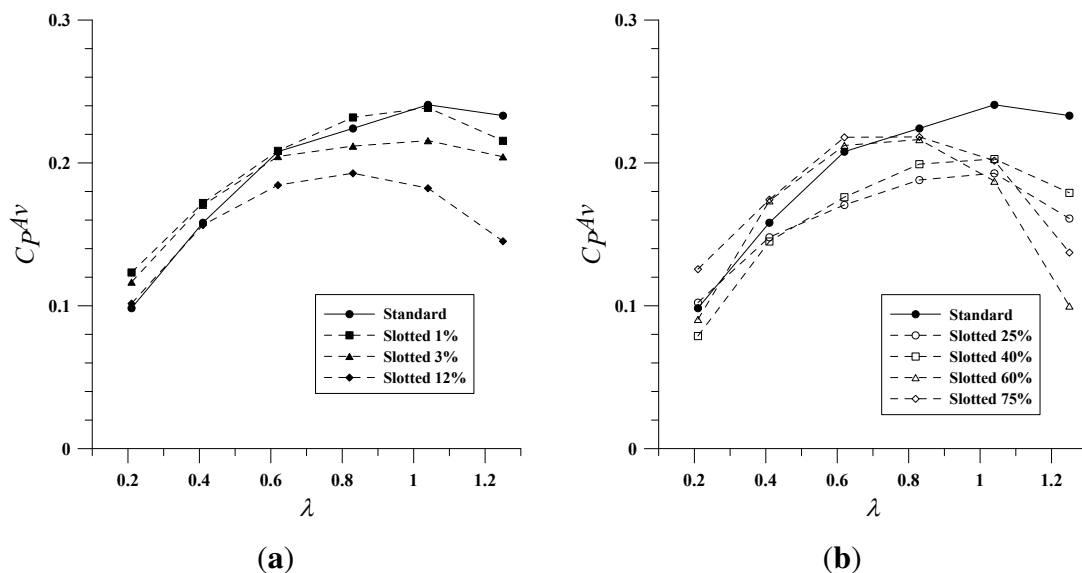 0.3
0.2
0.1
0
C_P^{Av}
Standard
Slotted 1%
Slotted 3%
Slotted 12%
0.2 0.4 0.6 0.8 1 1.2
λ
(a)
0.3
0.2
0.1
0
C_P^{Av}
Standard
Slotted 25%
Slotted 40%
Slotted 60%
Slotted 75%
0.2 0.4 0.6 0.8 1 1.2
λ
(b)